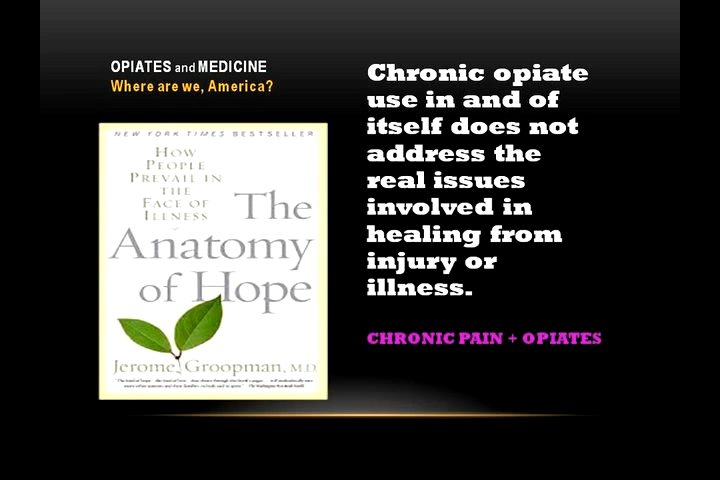 OPIATES and MEDICINE
Where are we, America?
NEW YORK TIMES BESTSELLER
HOW
PEOPLE
PREVAIL IN
THE
FACE OF
ILLNESS
The
Anatomy
of Hope
Jerome Groopman, M.D.
Chronic opiate
use in and of
itself does not
address the
real issues
involved in
healing from
injury or
illness.
CHRONIC PAIN + OPIATES